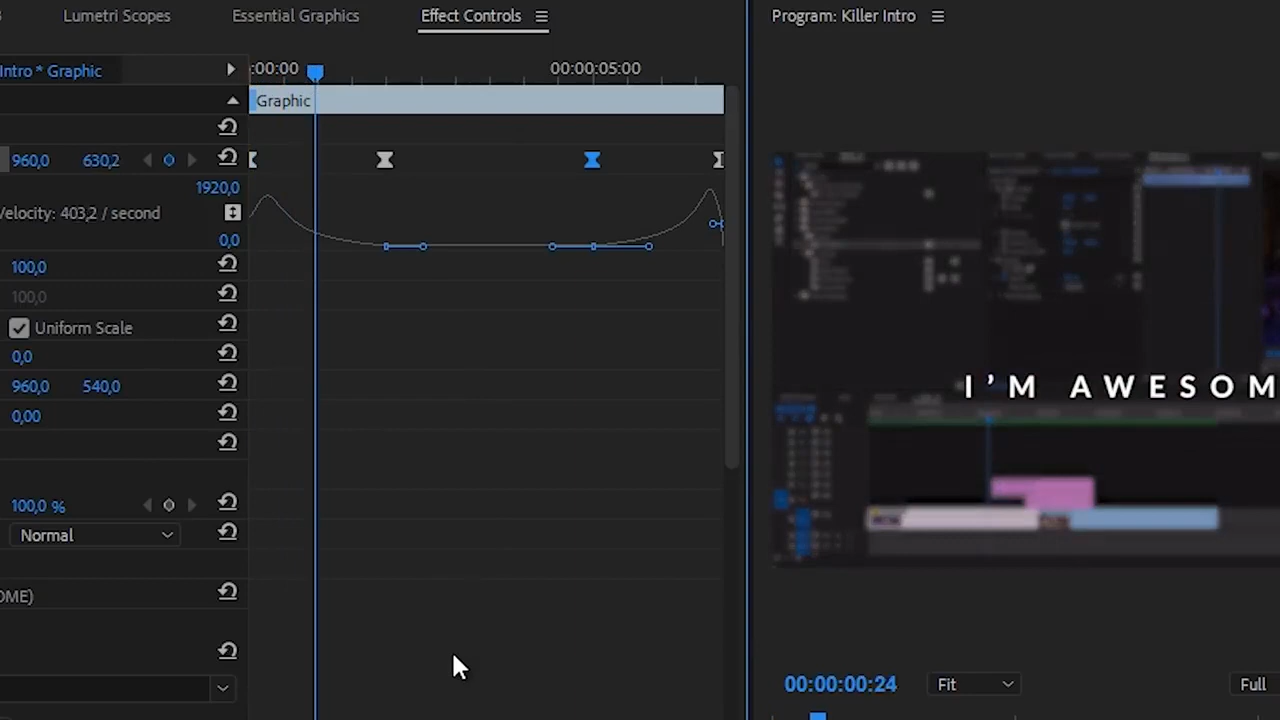 Lumetri Scopes Essential Graphics Effect Controls Program: Killer Intro
Intro * Graphic :00:00 00:00:05:00
Graphic
960,0 630,2
1920,0
Velocity: 403,2 / second
0,0
100,0
100,0
Uniform Scale
0,0
960,0 540,0
I’M AWESOM
0,00
100,0 %
Normal
OME)
00:00:00:24 Fit Full